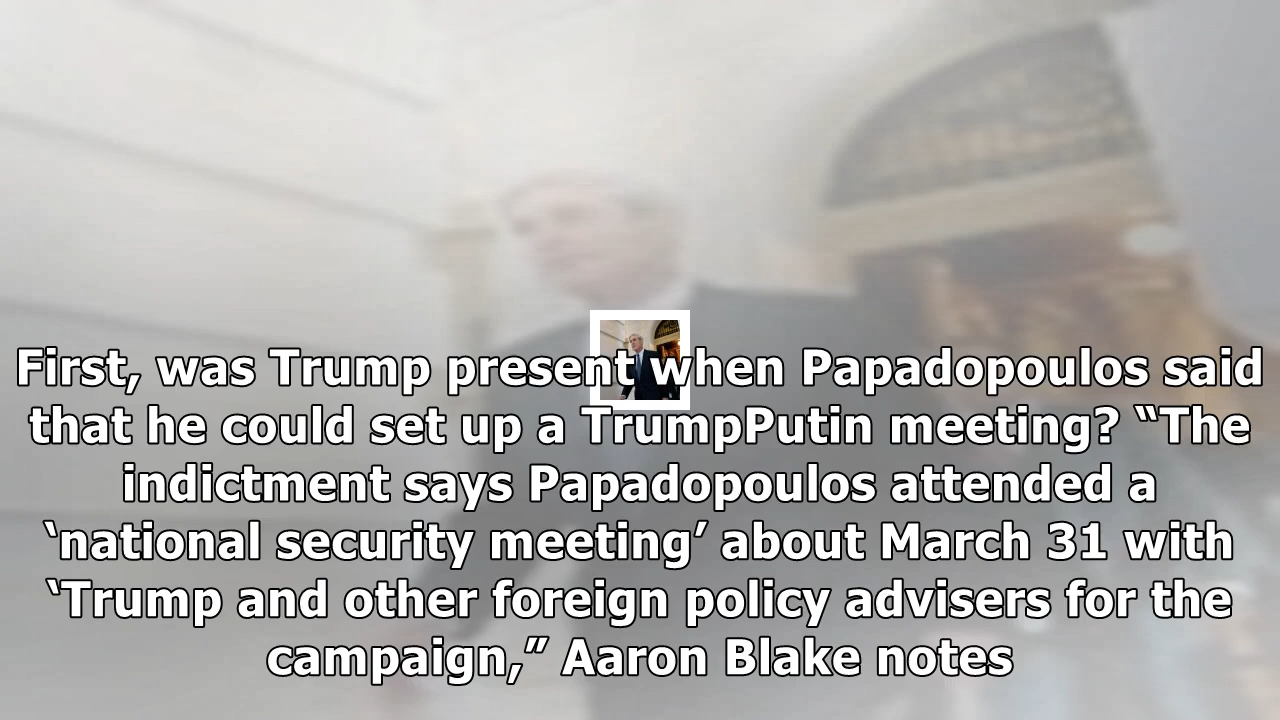 First, was Trump present when Papadopoulos said
that he could set up a TrumpPutin meeting? “The
indictment says Papadopoulos attended a
‘national security meeting’ about March 31 with
‘Trump and other foreign policy advisers for the
campaign,” Aaron Blake notes